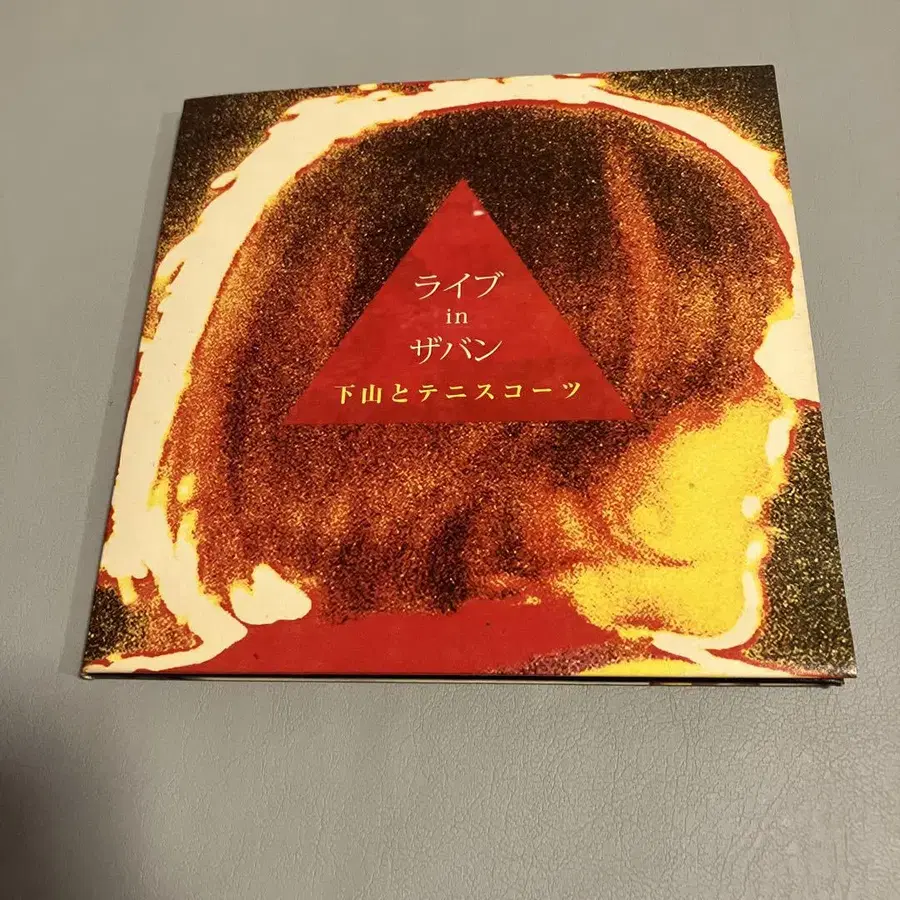 ライブ
in
ザバン
下山とテニスコーツ